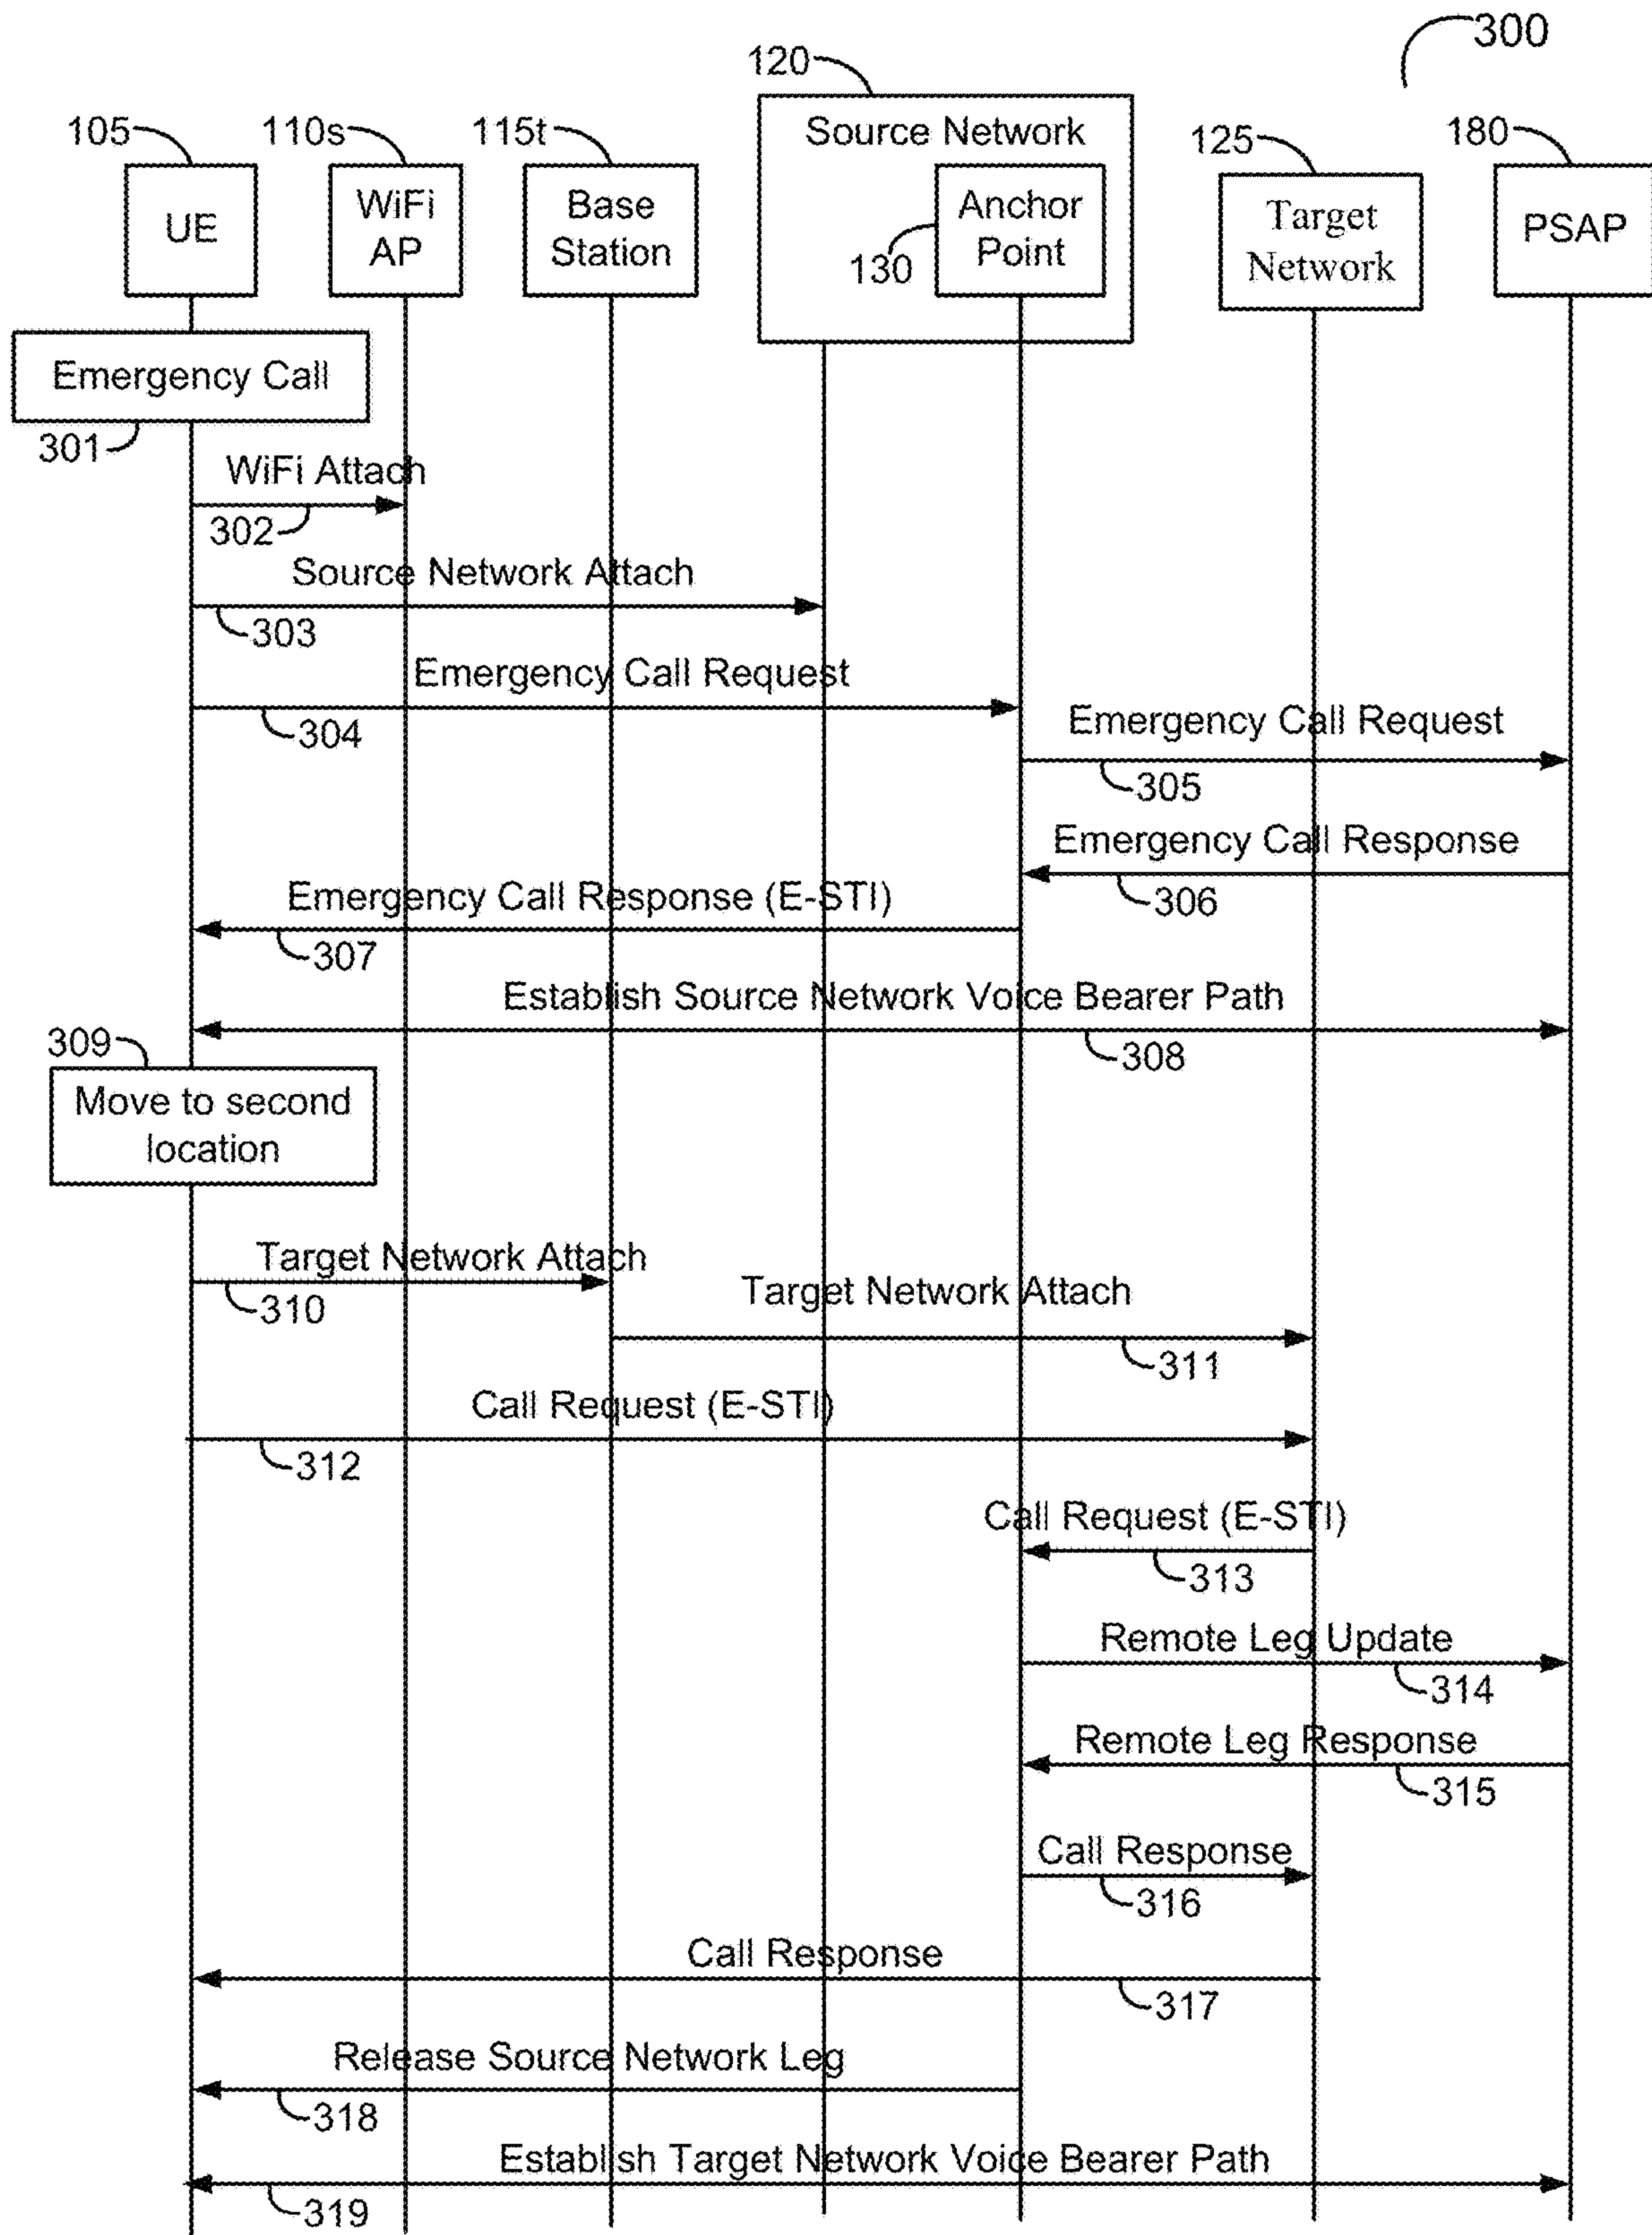 300
120
105
110s
115t
Source Network
125
180
UE
WiFi
AP
Base
Station
Anchor
Point
130
Target
Network
PSAP
Emergency Call
301
WiFi Attach
302
Source Network Attach
303
Emergency Call Request
304
Emergency Call Request
305
Emergency Call Response
306
Emergency Call Response (E-STI)
307
Establish Source Network Voice Bearer Path
308
309
Move to second
location
Target Network Attach
310
Target Network Attach
311
Call Request (E-STI)
312
Call Request (E-STI)
313
Remote Leg Update
314
Remote Leg Response
315
Call Response
316
Call Response
317
Release Source Network Leg
318
Establish Target Network Voice Bearer Path
319